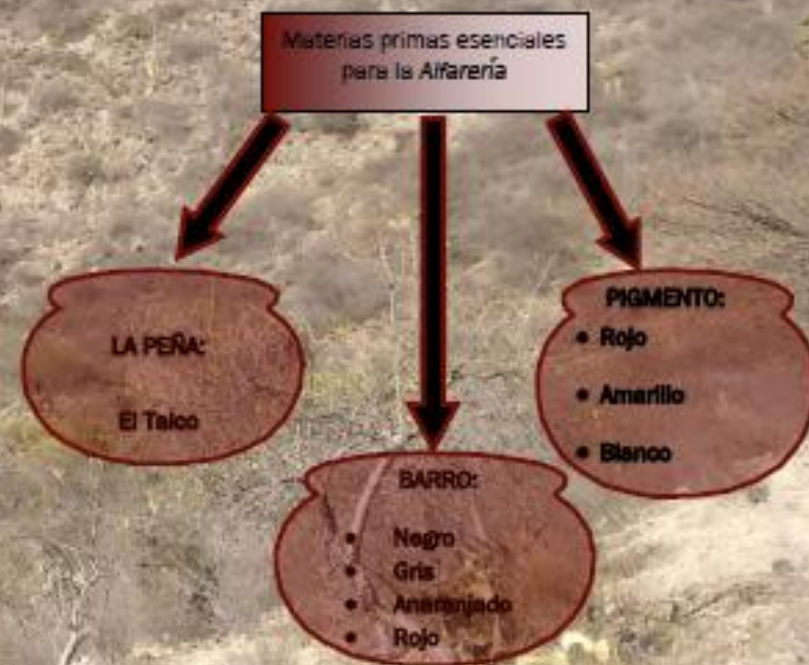 Materias primas esenciales
para la Alfarería
LA PEÑA:
El Talco
PIGMENTO:
• Rojo
• Amarillo
• Blanco
BARRO:
• Negro
• Gris
• Anaranjado
• Rojo